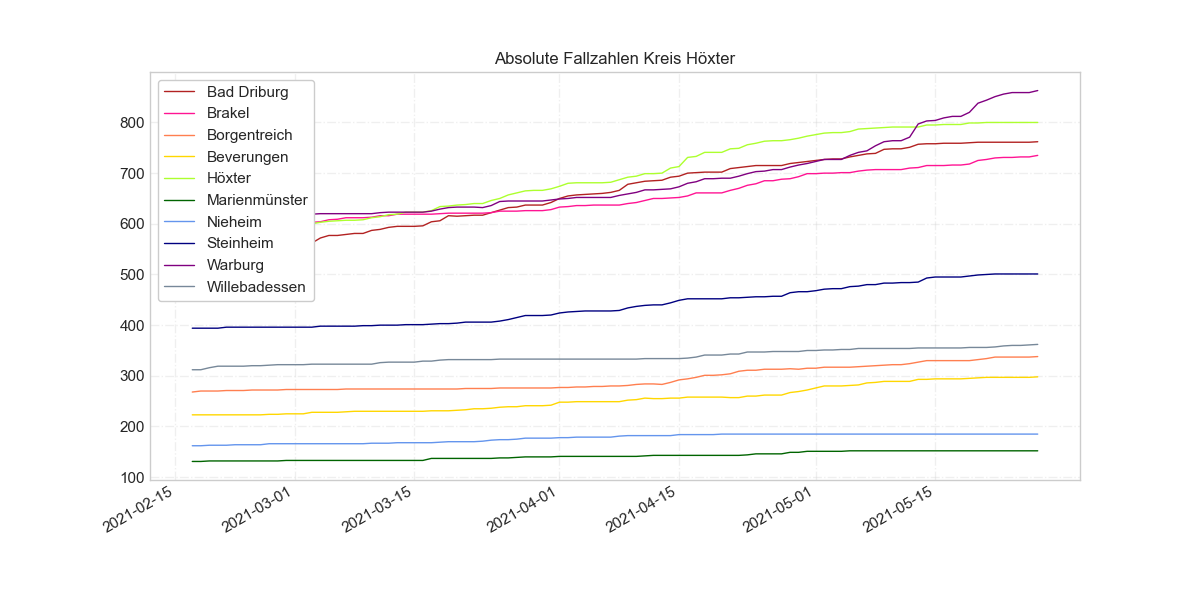 Absolute Fallzahlen Kreis Höxter
Bad Driburg
Brakel
Borgentreich
Beverungen
Höxter
Marienmünster
Nieheim
Steinheim
Warburg
Willebadessen
800
700
600
500
400
300
200
100
2021-02-15
2021-03-01
2021-03-15
2021-04-01
2021-04-15
2021-05-01
2021-05-15